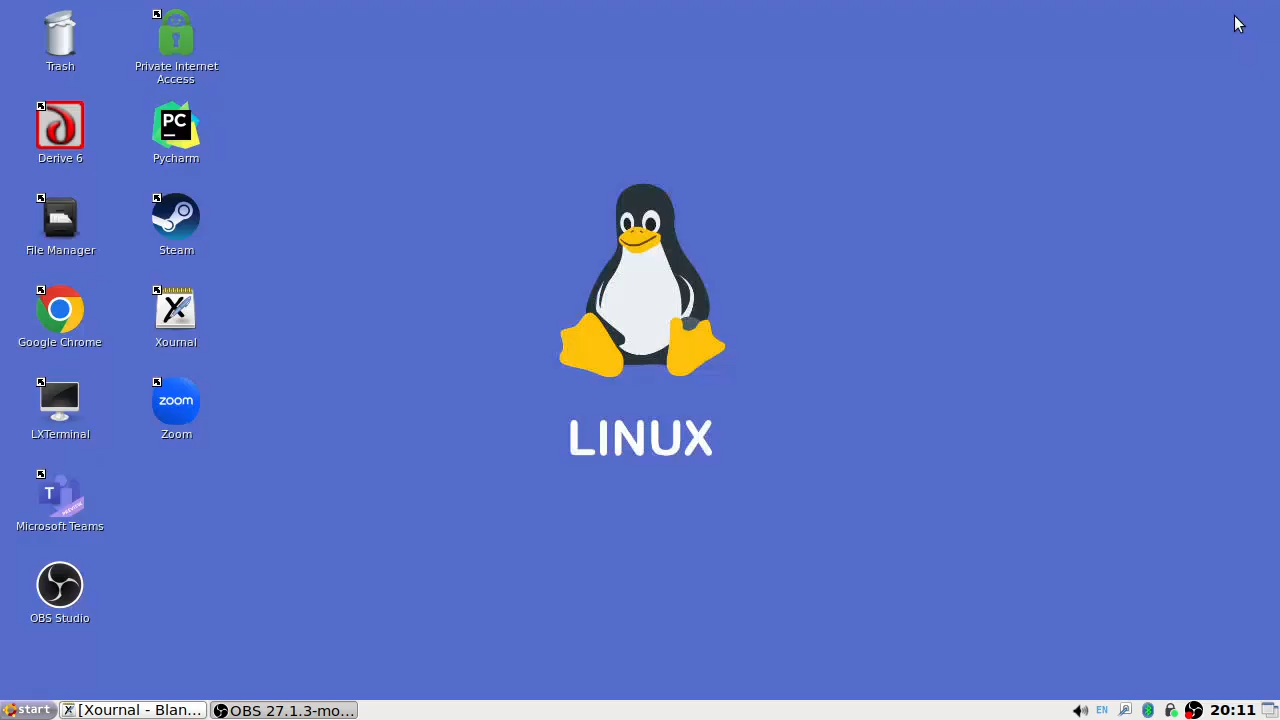 Trash
Private Internet
Access
Derive 6
PC
Pycharm
File Manager
Steam
Google Chrome
Xournal
LXTerminal
zoom
Zoom
T
PREVIEW
Microsoft Teams
OBS Studio
LINUX
start
[Xournal - Blan...
OBS 27.1.3-mo...
EN
20:11